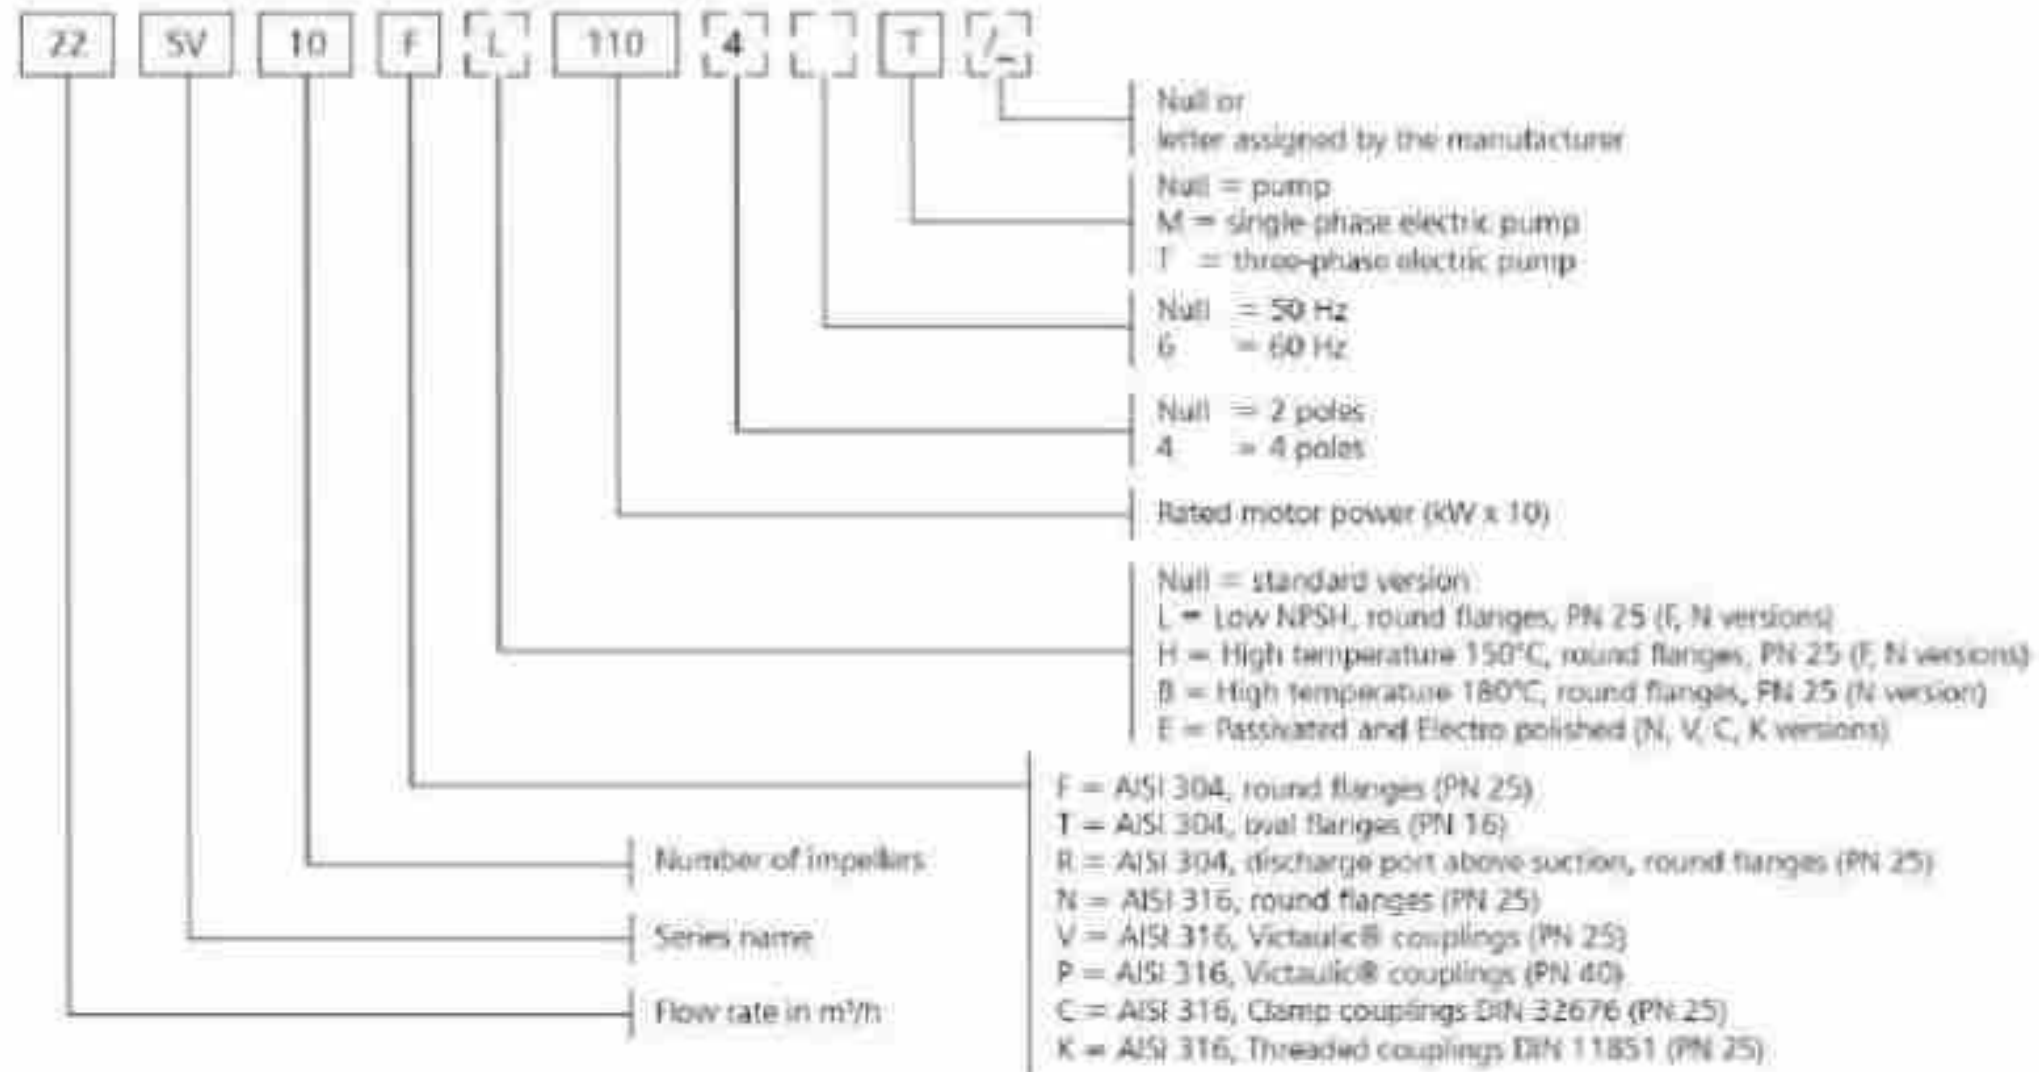 22 SV 10 F L 110 4 T /_
Null or
letter assigned by the manufacturer
Null = pump
M = single-phase electric pump
T = three-phase electric pump
Null = 50 Hz
6 = 60 Hz
Null = 2 poles
4 = 4 poles
Rated motor power (kW x 10)
Null = standard version
L = Low NPSH, round flanges, PN 25 (F, N versions)
H = High temperature 150°C, round flanges, PN 25 (F, N versions)
B = High temperature 180°C, round flanges, PN 25 (N version)
E = Passivated and Electro polished (N, V, C, K versions)
F = AISI 304, round flanges (PN 25)
T = AISI 304, oval flanges (PN 16)
R = AISI 304, discharge port above suction, round flanges (PN 25)
N = AISI 316, round flanges (PN 25)
V = AISI 316, Victaulic® couplings (PN 25)
P = AISI 316, Victaulic® couplings (PN 40)
C = AISI 316, Clamp couplings DIN 32676 (PN 25)
K = AISI 316, Threaded couplings DIN 11851 (PN 25)
Number of impellers
Series name
Flow rate in m³/h